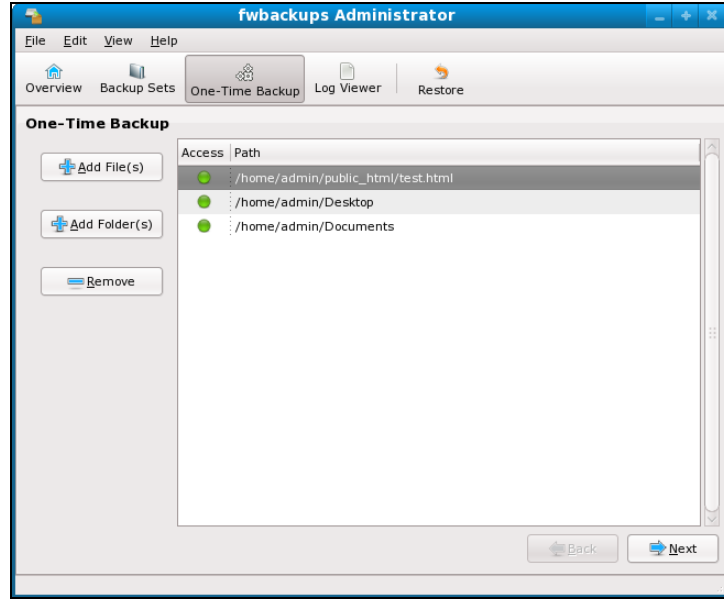 fwbackups Administrator
File Edit View Help
Overview Backup Sets One-Time Backup Log Viewer Restore
One-Time Backup
Add File(s)
Add Folder(s)
Remove
Access Path
/home/admin/public_html/test.html
/home/admin/Desktop
/home/admin/Documents
Back Next